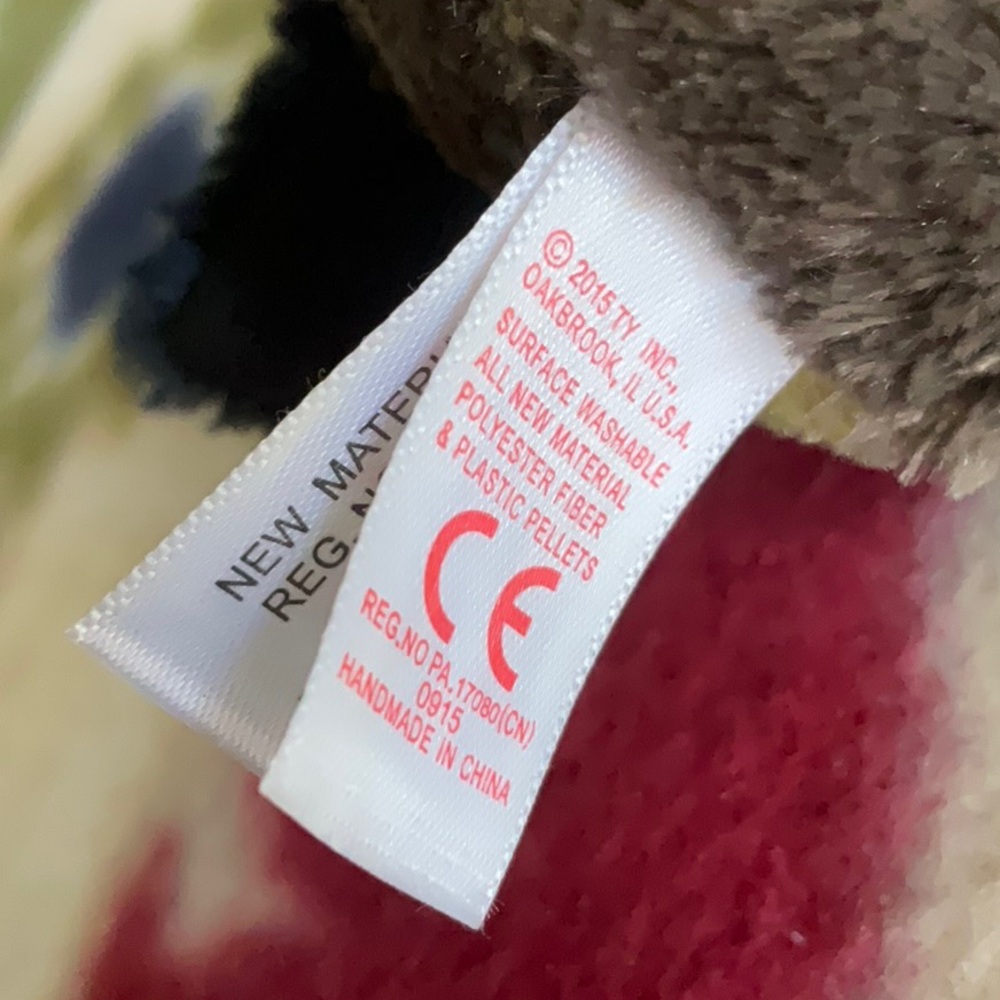 © 2015 TY INC.,
OAKBROOK, IL U.S.A.
SURFACE WASHABLE
ALL NEW MATERIAL
POLYESTER FIBER
& PLASTIC PELLETS
CE
REG.NO PA.17080(CN)
0915
HANDMADE IN CHINA
NEW
REG.